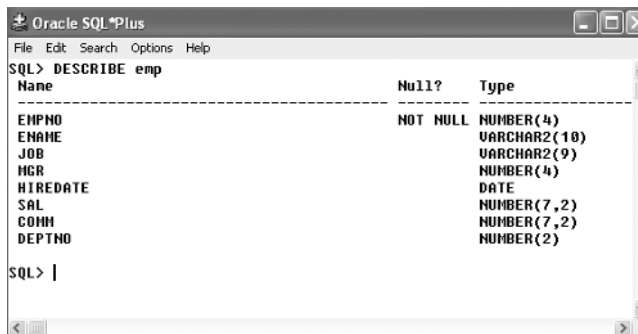 Oracle SQL*Plus
File Edit Search Options Help
SQL> DESCRIBE emp
Name Null? Type
----------------------------------------- -------- ----------------
EMPNO NOT NULL NUMBER(4)
ENAME VARCHAR2(10)
JOB VARCHAR2(9)
MGR NUMBER(4)
HIREDATE DATE
SAL NUMBER(7,2)
COMM NUMBER(7,2)
DEPTNO NUMBER(2)
SQL>